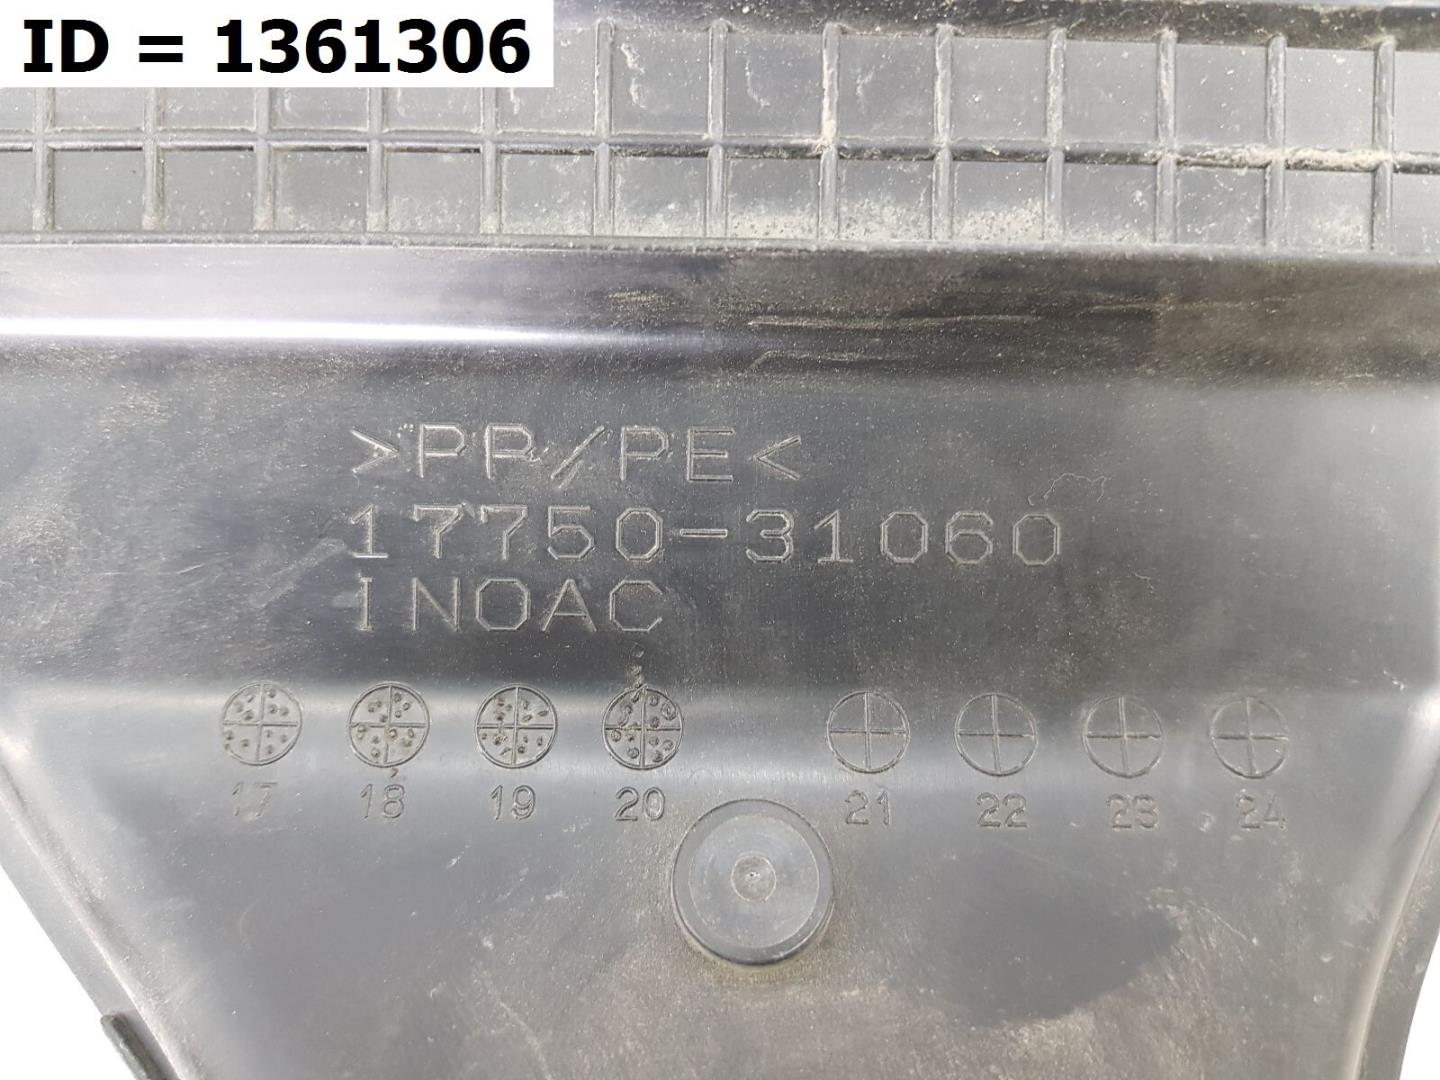 ID = 1361306
>PP/PE<
17750-31060
INOAC
17 18 19 20 21 22 23 24